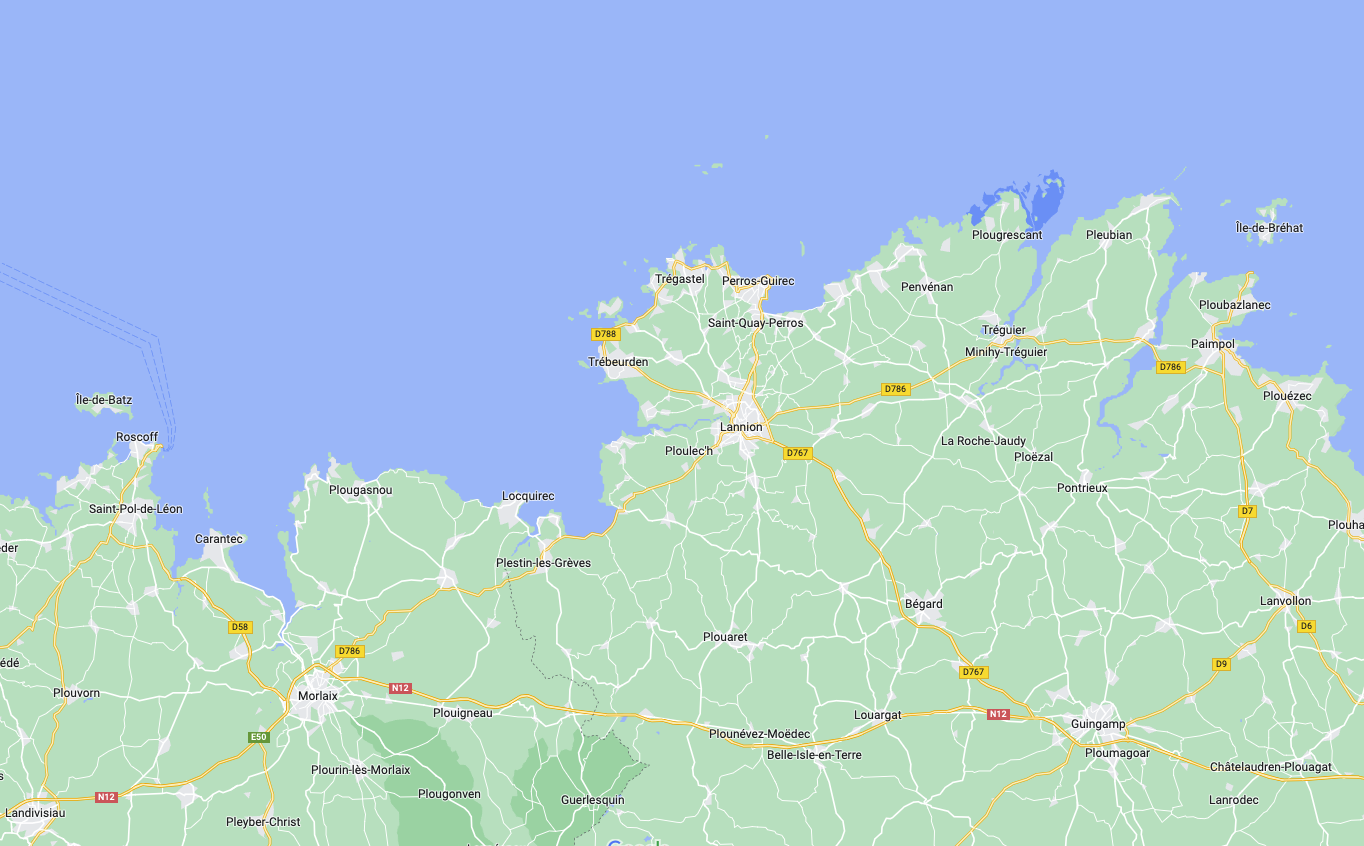 Plougrescant
Pleubian
Île-de-Bréhat
Trégastel
Perros-Guirec
Penvénan
Ploubazlanec
Saint-Quay-Perros
Tréguier
D788
Minihy-Tréguier
Paimpol
Trébeurden
D786
D786
Île-de-Batz
Plouézec
Roscoff
Lannion
La Roche-Jaudy
Ploulec'h
D767
Ploëzal
Plougasnou
Locquirec
Pontrieux
Saint-Pol-de-Léon
D7
Plouha
Carantec
eder
Plestin-les-Grèves
Bégard
Lanvollon
D58
D6
Plouaret
D786
édé
D9
D767
Plouvorn
Morlaix
N12
Plouigneau
Louargat
N12
Guingamp
E50
Plounévez-Moëdec
Belle-Isle-en-Terre
Ploumagoar
Plourin-lès-Morlaix
Châtelaudren-Plouagat
s
N12
Plougonven
Guerlesquin
Lanrodec
Landivisiau
Pleyber-Christ